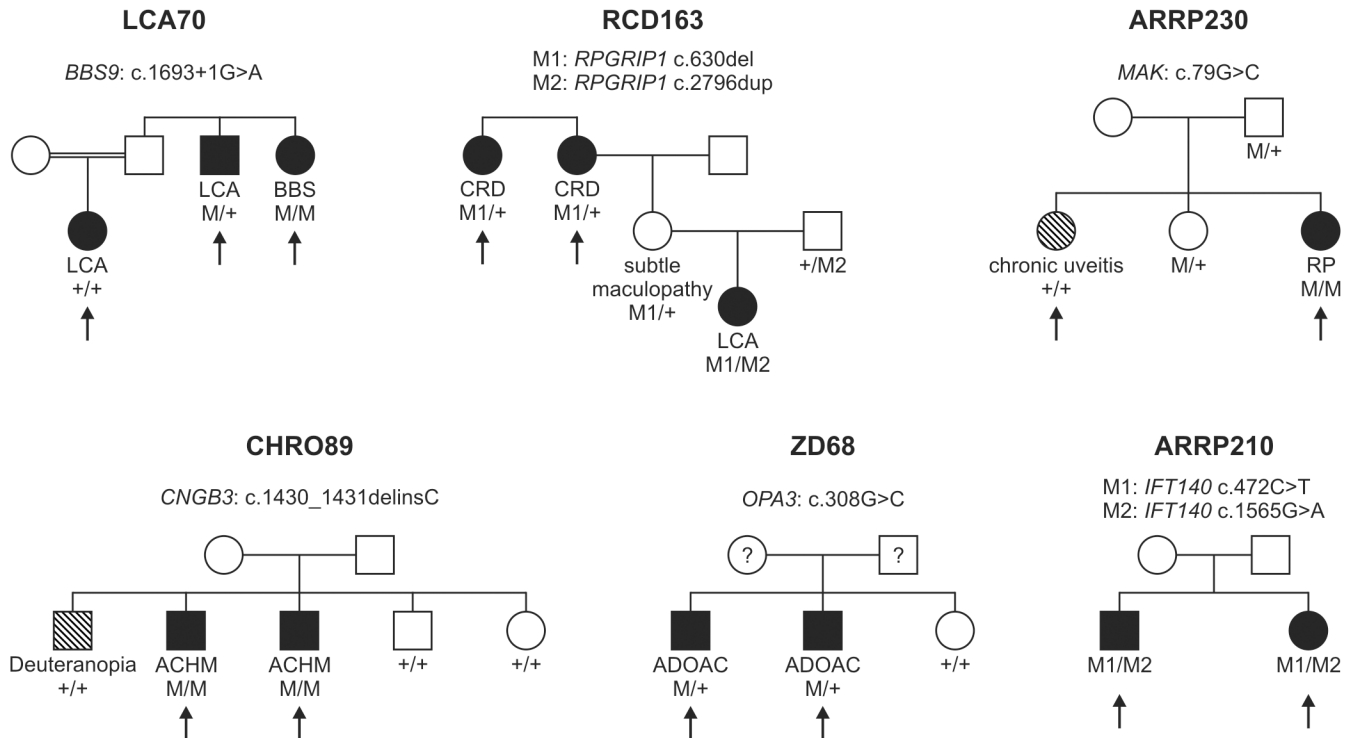 LCA70
BBS9: c.1693+1G>A
LCA
M/+
BBS
M/M
LCA
+/+
RCD163
M1: RPGRIP1 c.630del
M2: RPGRIP1 c.2796dup
CRD
M1/+
CRD
M1/+
subtle
maculopathy
M1/+
+/M2
LCA
M1/M2
ARRP230
MAK: c.79G>C
M/+
chronic uveitis
+/+
M/+
RP
M/M
CHRO89
CNGB3: c.1430_1431delinsC
Deuteranopia
+/+
ACHM
M/M
ACHM
M/M
+/+
+/+
ZD68
OPA3: c.308G>C
?
?
ADOAC
M/+
ADOAC
M/+
+/+
ARRP210
M1: IFT140 c.472C>T
M2: IFT140 c.1565G>A
M1/M2
M1/M2